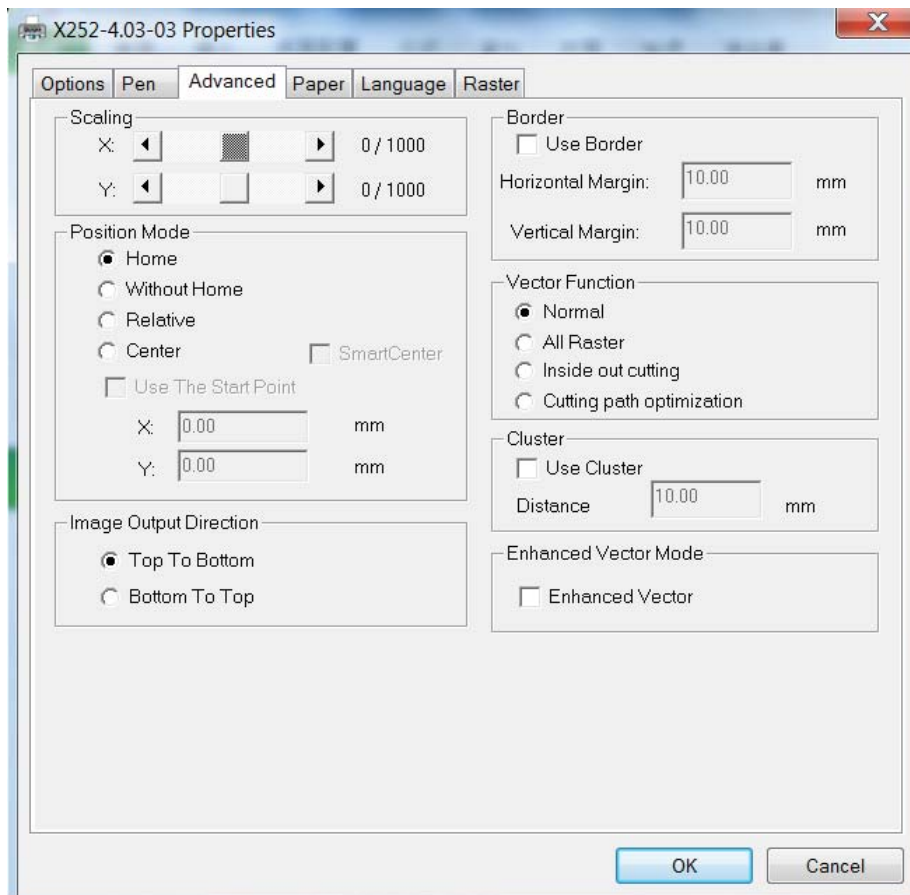 X252-4.03-03 Properties
X
Options Pen Advanced Paper Language Raster
Scaling
X: 0 / 1000
Y: 0 / 1000
Position Mode
Home
Without Home
Relative
Center SmartCenter
Use The Start Point
X: 0.00 mm
Y: 0.00 mm
Image Output Direction
Top To Bottom
Bottom To Top
Border
Use Border
Horizontal Margin: 10.00 mm
Vertical Margin: 10.00 mm
Vector Function
Normal
All Raster
Inside out cutting
Cutting path optimization
Cluster
Use Cluster
Distance 10.00 mm
Enhanced Vector Mode
Enhanced Vector
OK Cancel